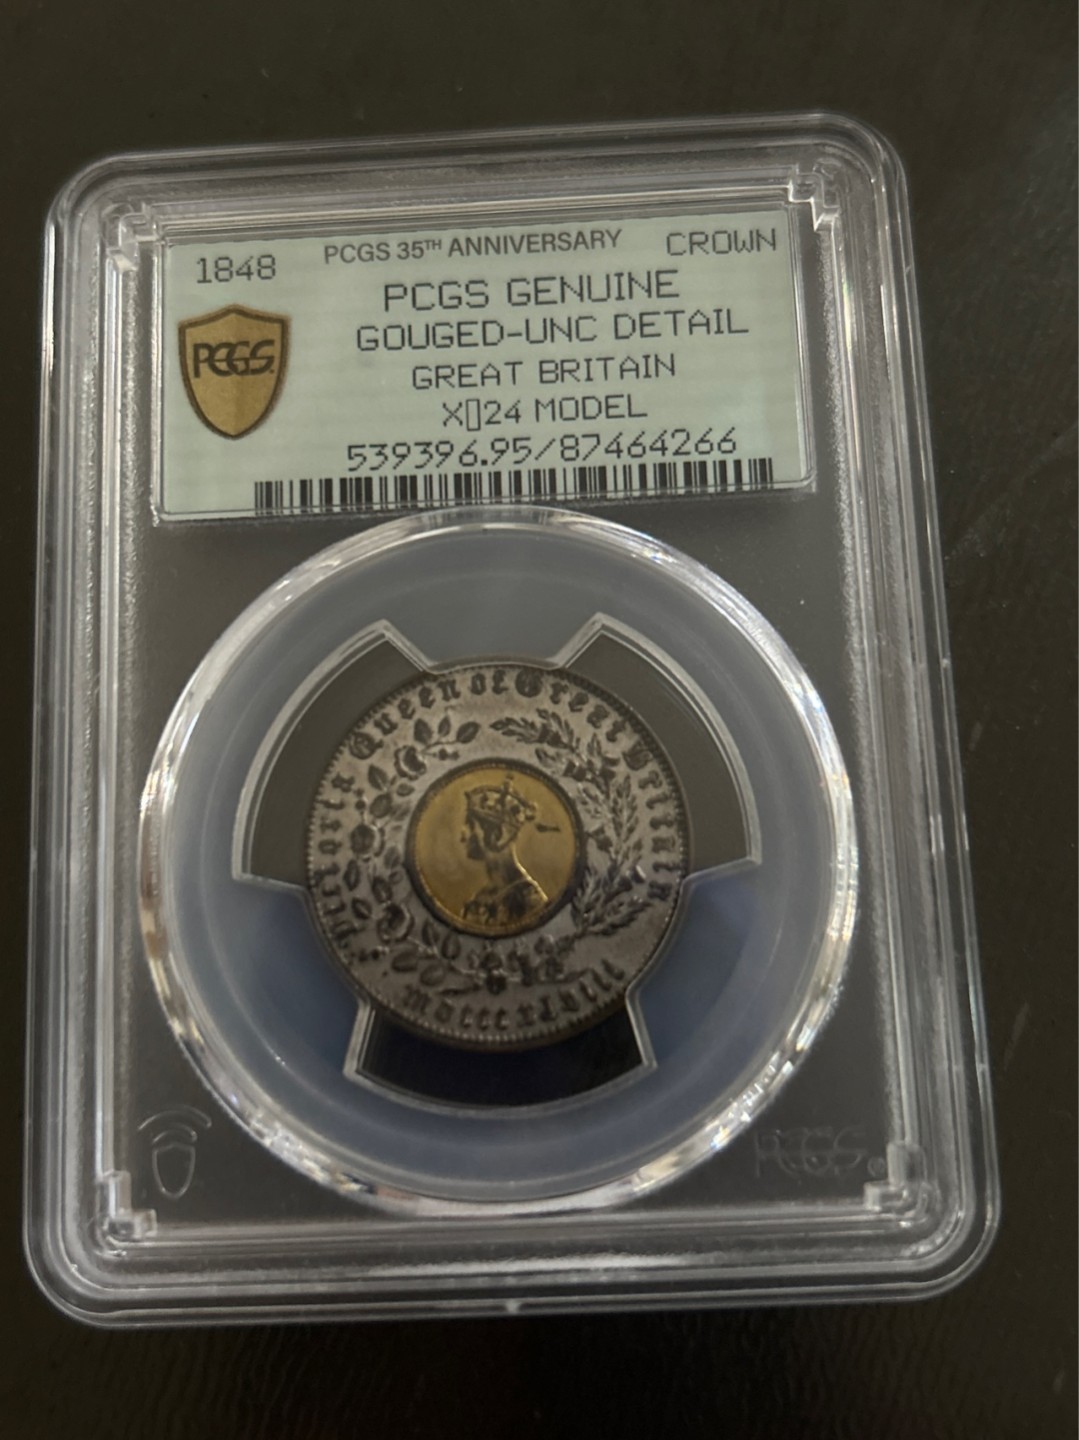 1848 PCGS 35TH ANNIVERSARY CROWN
PCGS GENUINE
GOUGED-UNC DETAIL
PCGS
GREAT BRITAIN
X▯24 MODEL
539396.95/87464266
Victoria Queen of Great Britain
mdcccxlviii
PCGS